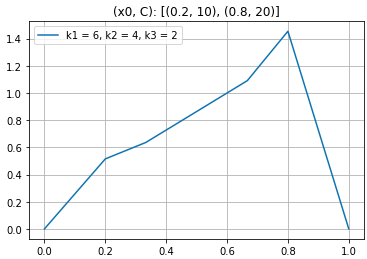 (x0, C): [(0.2, 10), (0.8, 20)]
k1 = 6, k2 = 4, k3 = 2
1.4
1.2
1.0
0.8
0.6
0.4
0.2
0.0
0.0 0.2 0.4 0.6 0.8 1.0